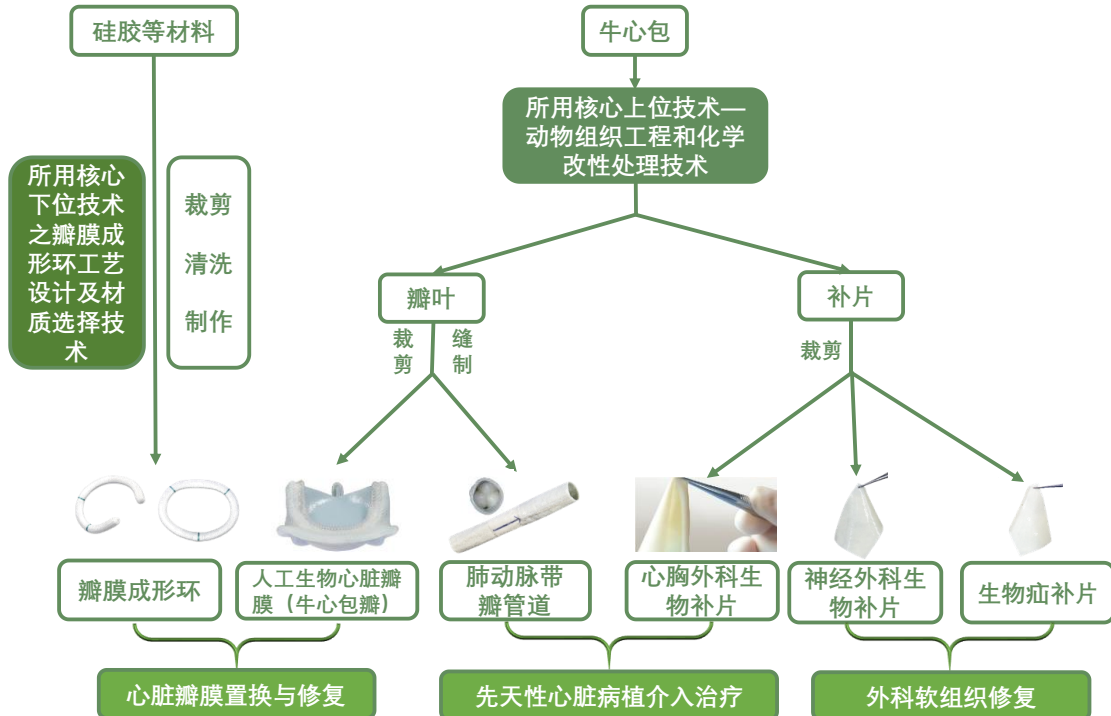 硅胶等材料
牛心包
所用核心上位技术—
动物组织工程和化学
改性处理技术
所用核心
下位技术
之瓣膜成
形环工艺
设计及材
质选择技
术
裁剪
清洗
制作
瓣叶
裁
剪
缝
制
补片
裁剪
瓣膜成形环
人工生物心脏瓣
膜（牛心包瓣）
肺动脉带
瓣管道
心胸外科生
物补片
神经外科生
物补片
生物疝补片
心脏瓣膜置换与修复
先天性心脏病植介入治疗
外科软组织修复